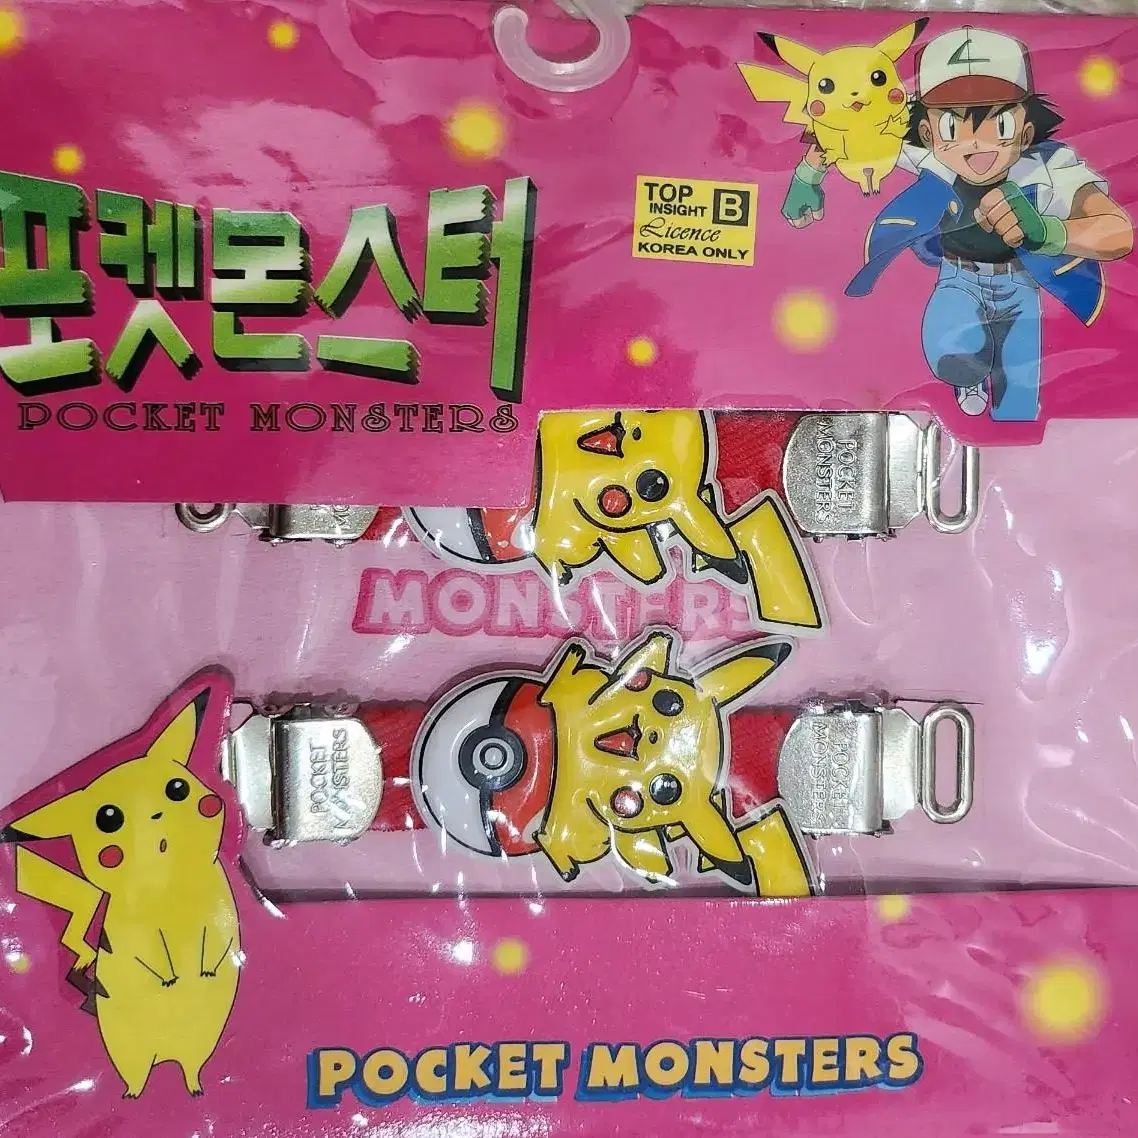 포켓몬스터
POCKET MONSTERS
TOP
INSIGHT B
Licence
KOREA ONLY
POCKET
MONSTERS
MONSTERS
POCKET
MONSTERS
POCKET
MONSTERS
POCKET MONSTERS